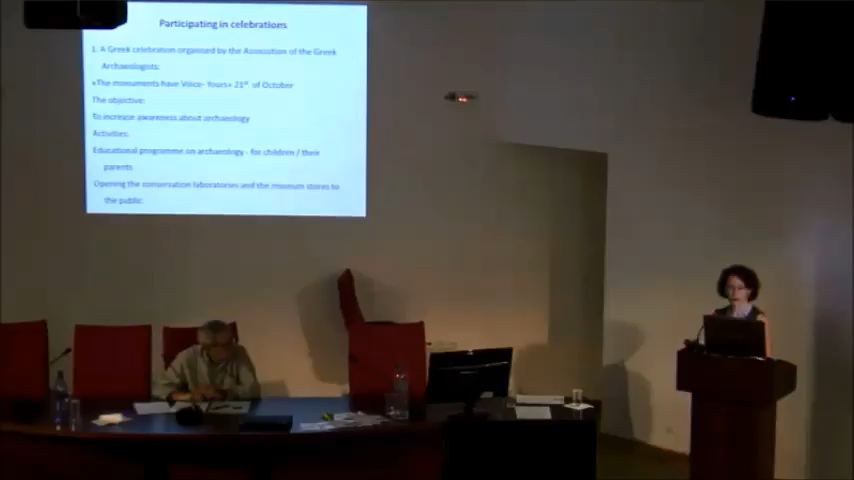 Participating in celebrations
1. A Greek celebration organised by the Association of the Greek
Archaeologists:
«The monuments have Voice- Yours» 21st of October
The objective:
To increase awareness about archaeology
Activities:
Educational programme on archaeology - for children / their
parents
Opening the conservation laboratories and the museum stores to
the public.